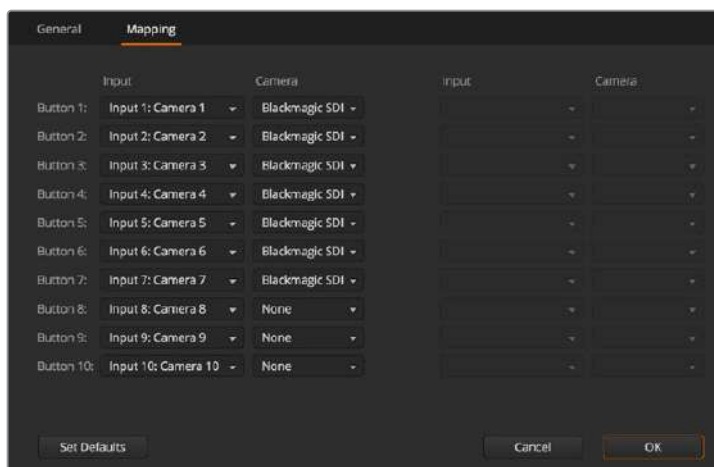 General Mapping
Input Camera Input Camera
Button 1: Input 1: Camera 1 Blackmagic SDI
Button 2: Input 2: Camera 2 Blackmagic SDI
Button 3: Input 3: Camera 3 Blackmagic SDI
Button 4: Input 4: Camera 4 Blackmagic SDI
Button 5: Input 5: Camera 5 Blackmagic SDI
Button 6: Input 6: Camera 6 Blackmagic SDI
Button 7: Input 7: Camera 7 Blackmagic SDI
Button 8: Input 8: Camera 8 None
Button 9: Input 9: Camera 9 None
Button 10: Input 10: Camera 10 None
Set Defaults Cancel OK